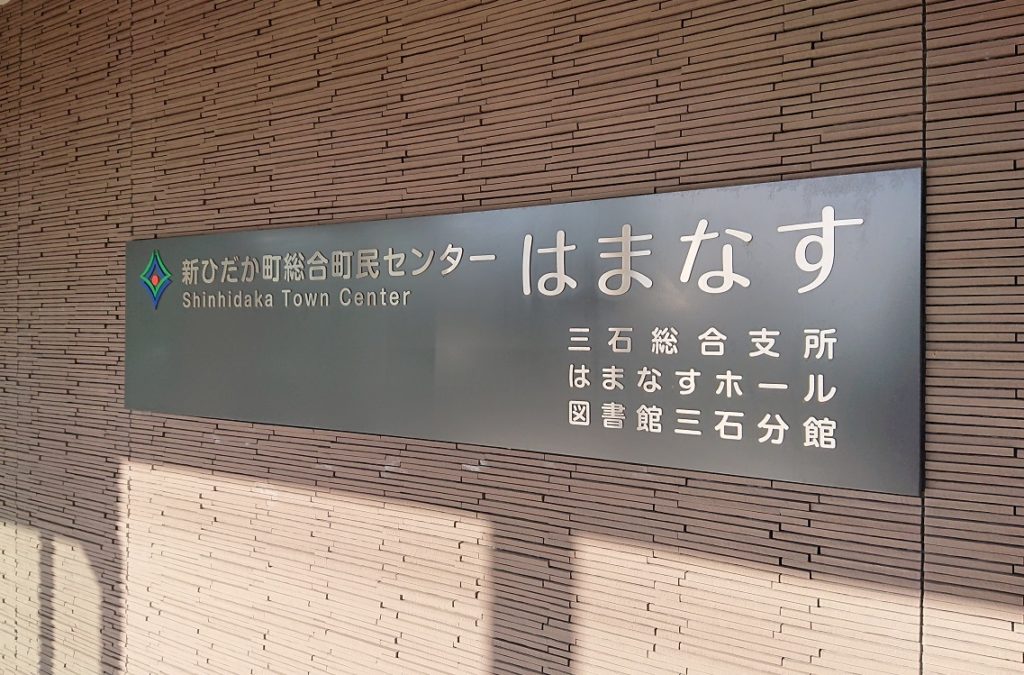 新ひだか町総合町民センター はまなす
Shinhidaka Town Center
三石総合支所
はまなすホール
図書館三石分館